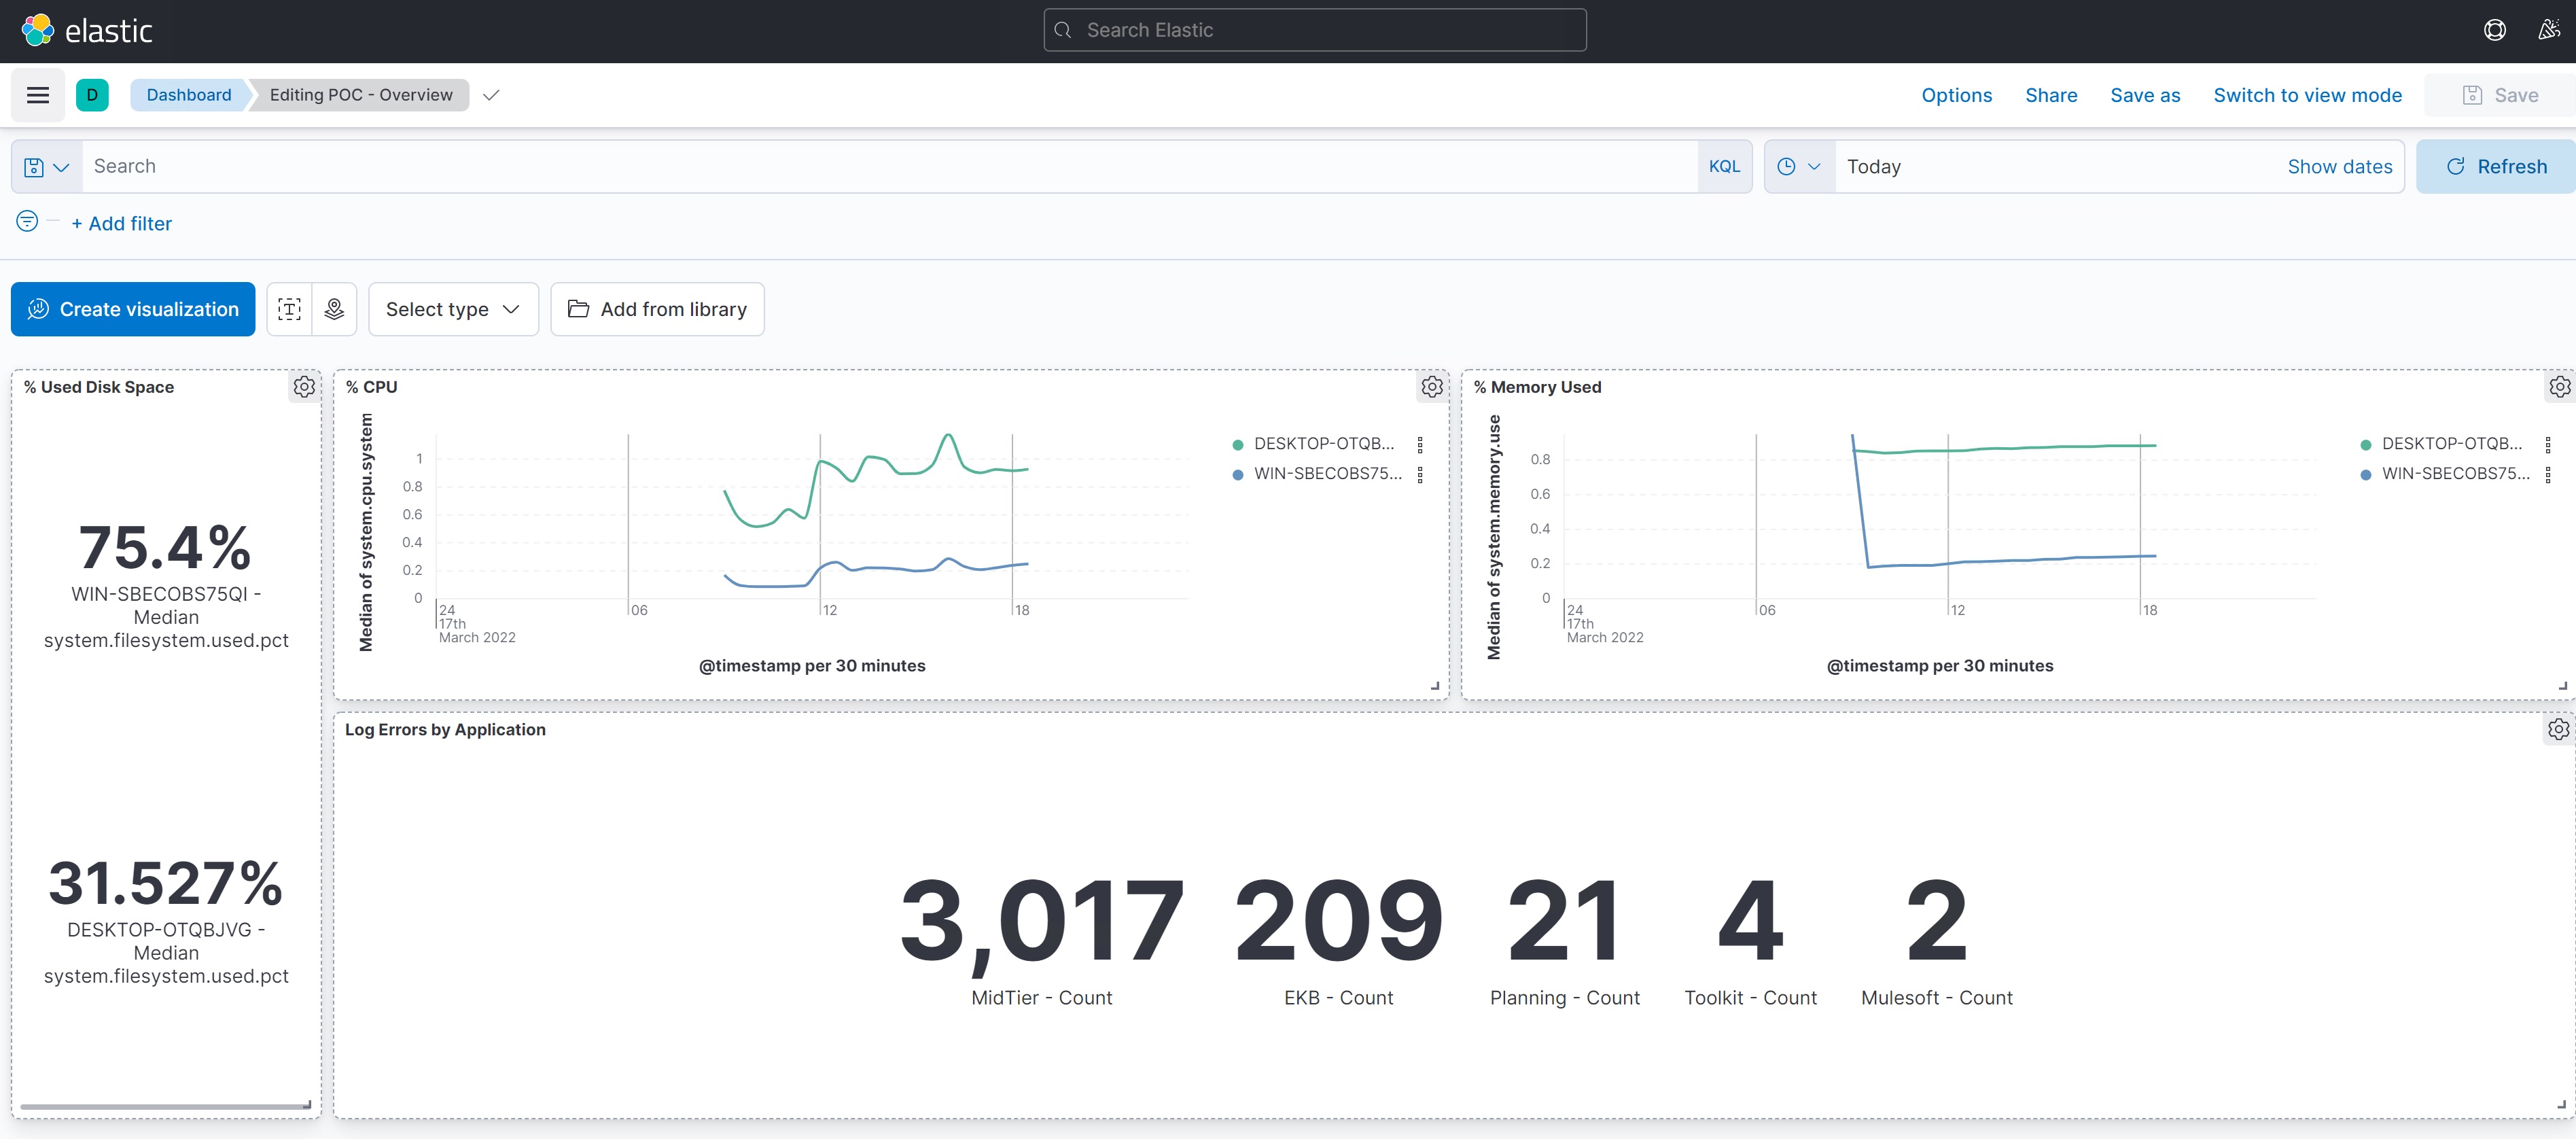 elastic
Search Elastic
D
Dashboard
Editing POC - Overview
Options
Share
Save as
Switch to view mode
Save
Search
KQL
Today
Show dates
Refresh
+ Add filter
Create visualization
Select type
Add from library
% Used Disk Space
75.4%
WIN-SBECOBS75QI -
Median
system.filesystem.used.pct
31.527%
DESKTOP-OTQBJVG -
Median
system.filesystem.used.pct
% CPU
Median of system.cpu.system
1
0.8
0.6
0.4
0.2
0
24
17th
March 2022
06
12
18
@timestamp per 30 minutes
DESKTOP-OTQB...
WIN-SBECOBS75...
% Memory Used
Median of system.memory.use
0.8
0.6
0.4
0.2
0
24
17th
March 2022
06
12
18
@timestamp per 30 minutes
DESKTOP-OTQB...
WIN-SBECOBS75...
Log Errors by Application
3,017
MidTier - Count
209
EKB - Count
21
Planning - Count
4
Toolkit - Count
2
Mulesoft - Count